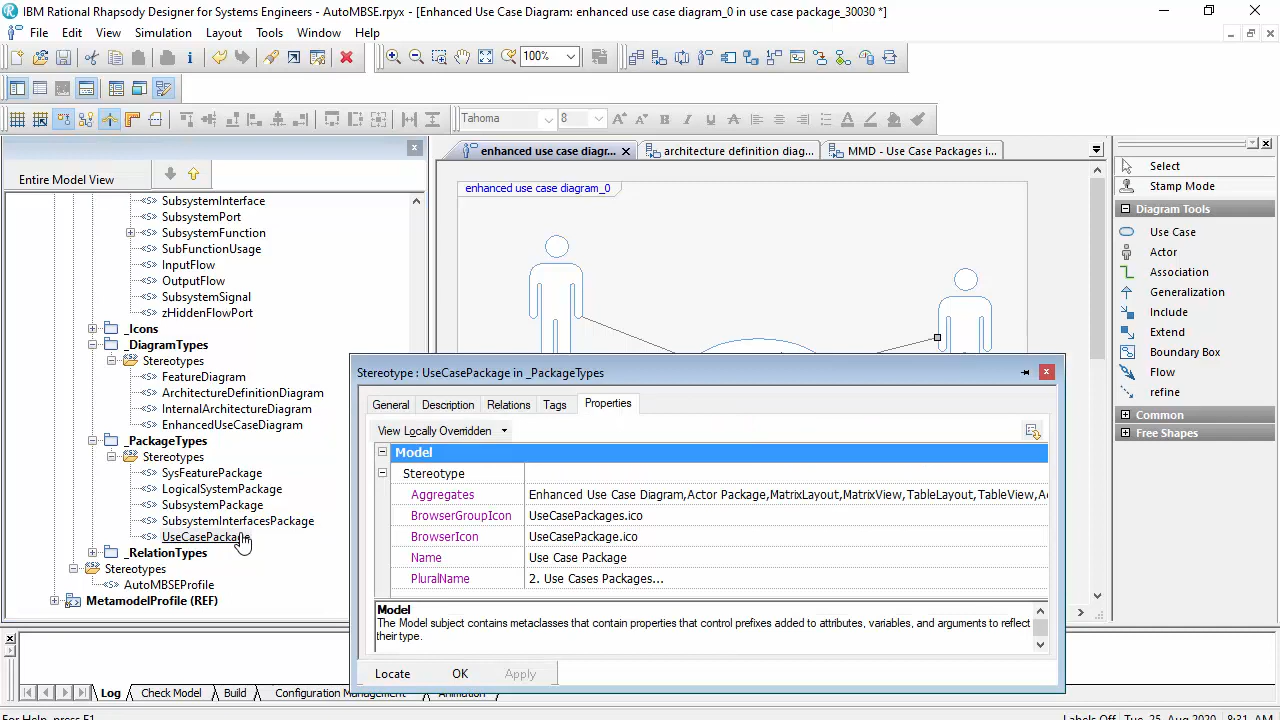 IBM Rational Rhapsody Designer for Systems Engineers - AutoMBSE.rpyx - [Enhanced Use Case Diagram: enhanced use case diagram_0 in use case package_30030 *]
File Edit View Simulation Layout Tools Window Help
100%
Tahoma 8
Entire Model View
enhanced use case diagr...
architecture definition diag...
MMD - Use Case Packages i...
enhanced use case diagram_0
SubsystemInterface
SubsystemPort
SubsystemFunction
SubFunctionUsage
InputFlow
OutputFlow
SubsystemSignal
zHiddenFlowPort
_Icons
_DiagramTypes
Stereotypes
FeatureDiagram
ArchitectureDefinitionDiagram
InternalArchitectureDiagram
EnhancedUseCaseDiagram
_PackageTypes
Stereotypes
SysFeaturePackage
LogicalSystemPackage
SubsystemPackage
SubsystemInterfacesPackage
UseCasePackage
_RelationTypes
Stereotypes
AutoMBSEProfile
MetamodelProfile (REF)
Select
Stamp Mode
Diagram Tools
Use Case
Actor
Association
Generalization
Include
Extend
Boundary Box
Flow
refine
Common
Free Shapes
Stereotype : UseCasePackage in _PackageTypes
General Description Relations Tags Properties
View Locally Overridden
Model
Stereotype
Aggregates Enhanced Use Case Diagram,Actor Package,MatrixLayout,MatrixView,TableLayout,TableView,Ac
BrowserGroupIcon UseCasePackages.ico
BrowserIcon UseCasePackage.ico
Name Use Case Package
PluralName 2. Use Cases Packages...
Model
The Model subject contains metaclasses that contain properties that control prefixes added to attributes, variables, and arguments to reflect
their type.
Locate OK Apply
Log Check Model Build Configuration Management Animation
For Help, press F1
Labels Off Tue, 25, Aug 2020 8:31 AM